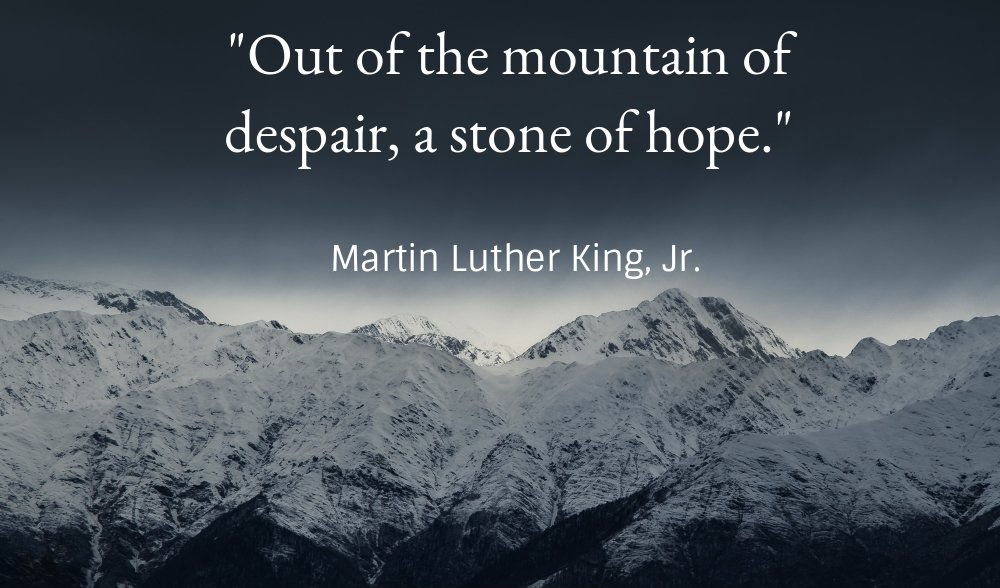 "Out of the mountain of
despair, a stone of hope."
Martin Luther King, Jr.